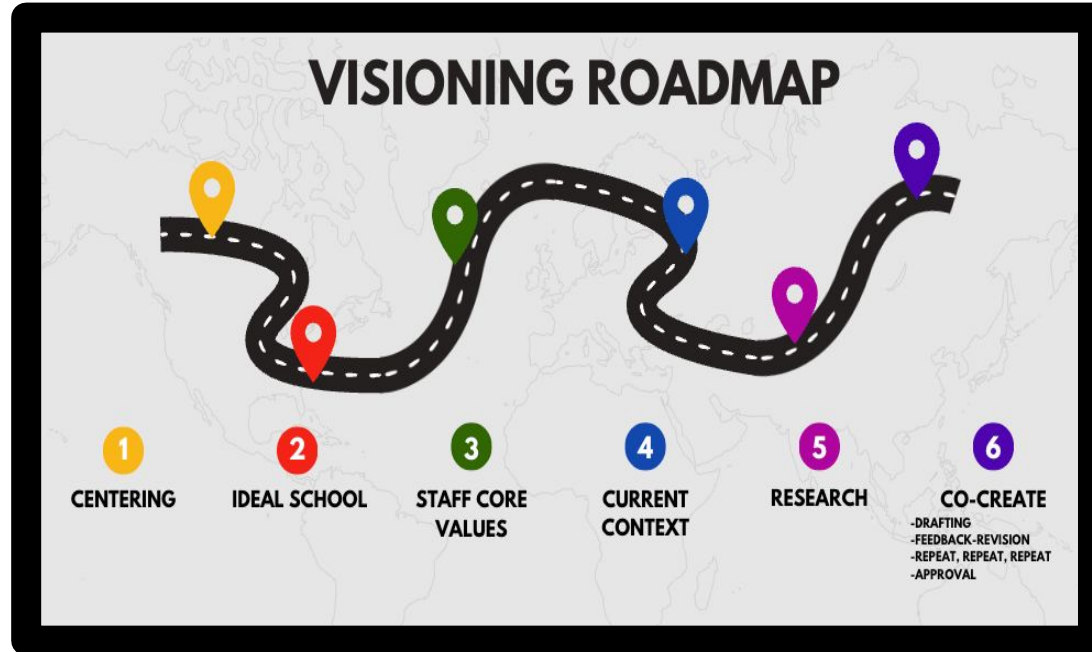 VISIONING ROADMAP
1
CENTERING
2
IDEAL SCHOOL
3
STAFF CORE
VALUES
4
CURRENT
CONTEXT
5
RESEARCH
6
CO-CREATE
-DRAFTING
-FEEDBACK-REVISION
-REPEAT, REPEAT, REPEAT
-APPROVAL